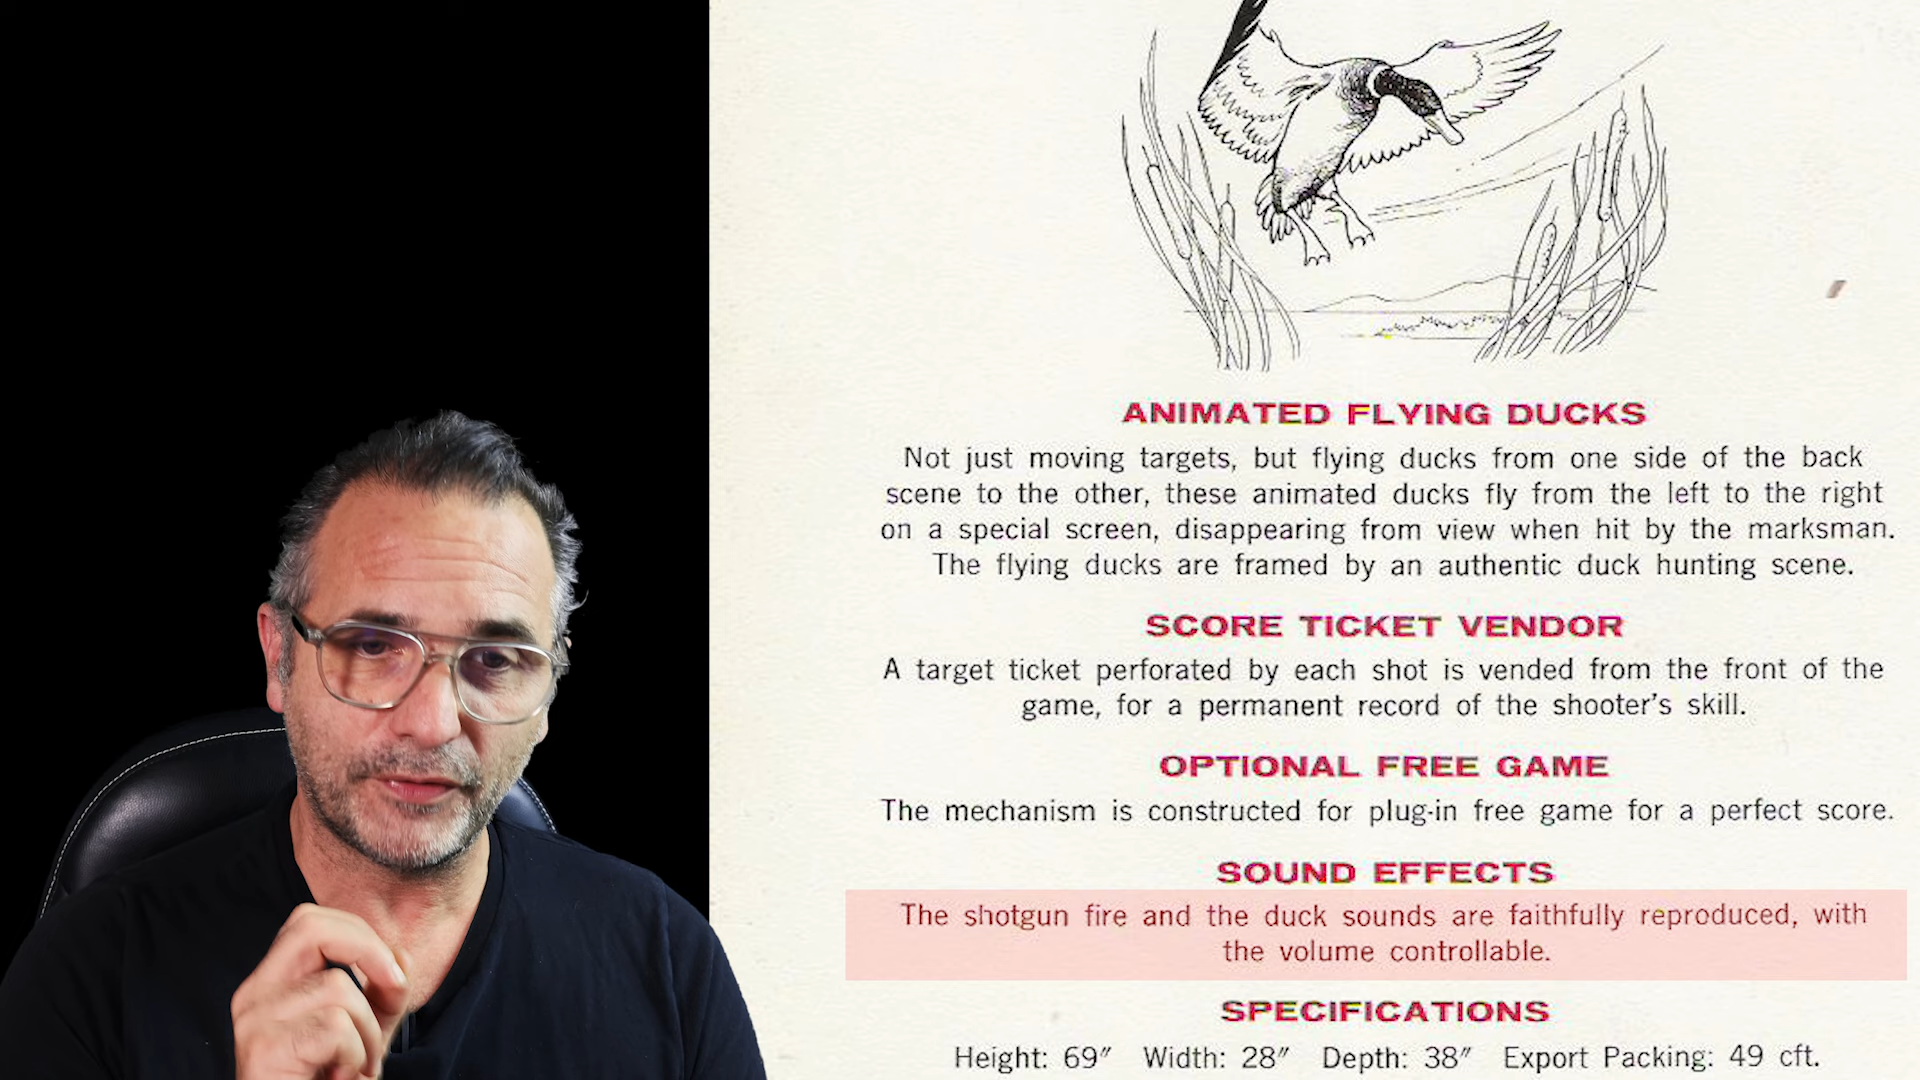 ANIMATED FLYING DUCKS
Not just moving targets, but flying ducks from one side of the back
scene to the other, these animated ducks fly from the left to the right
on a special screen, disappearing from view when hit by the marksman.
The flying ducks are framed by an authentic duck hunting scene.
SCORE TICKET VENDOR
A target ticket perforated by each shot is vended from the front of the
game, for a permanent record of the shooter's skill.
OPTIONAL FREE GAME
The mechanism is constructed for plug-in free game for a perfect score.
SOUND EFFECTS
The shotgun fire and the duck sounds are faithfully reproduced, with
the volume controllable.
SPECIFICATIONS
Height: 69″ Width: 28″ Depth: 38″ Export Packing: 49 cft.